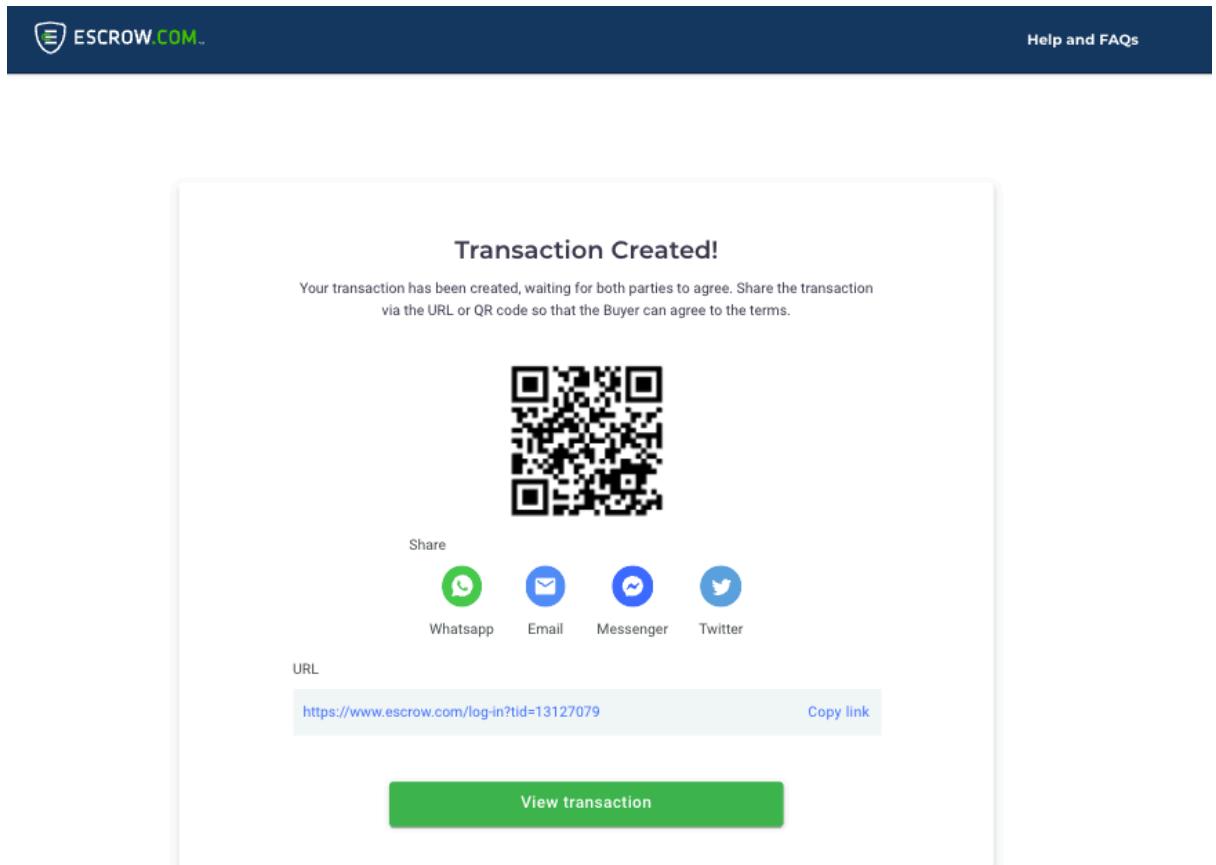 ESCROW.COM
Help and FAQs
Transaction Created!
Your transaction has been created, waiting for both parties to agree. Share the transaction
via the URL or QR code so that the Buyer can agree to the terms.
Share
Whatsapp Email Messenger Twitter
URL
https://www.escrow.com/log-in?tid=13127079 Copy link
View transaction